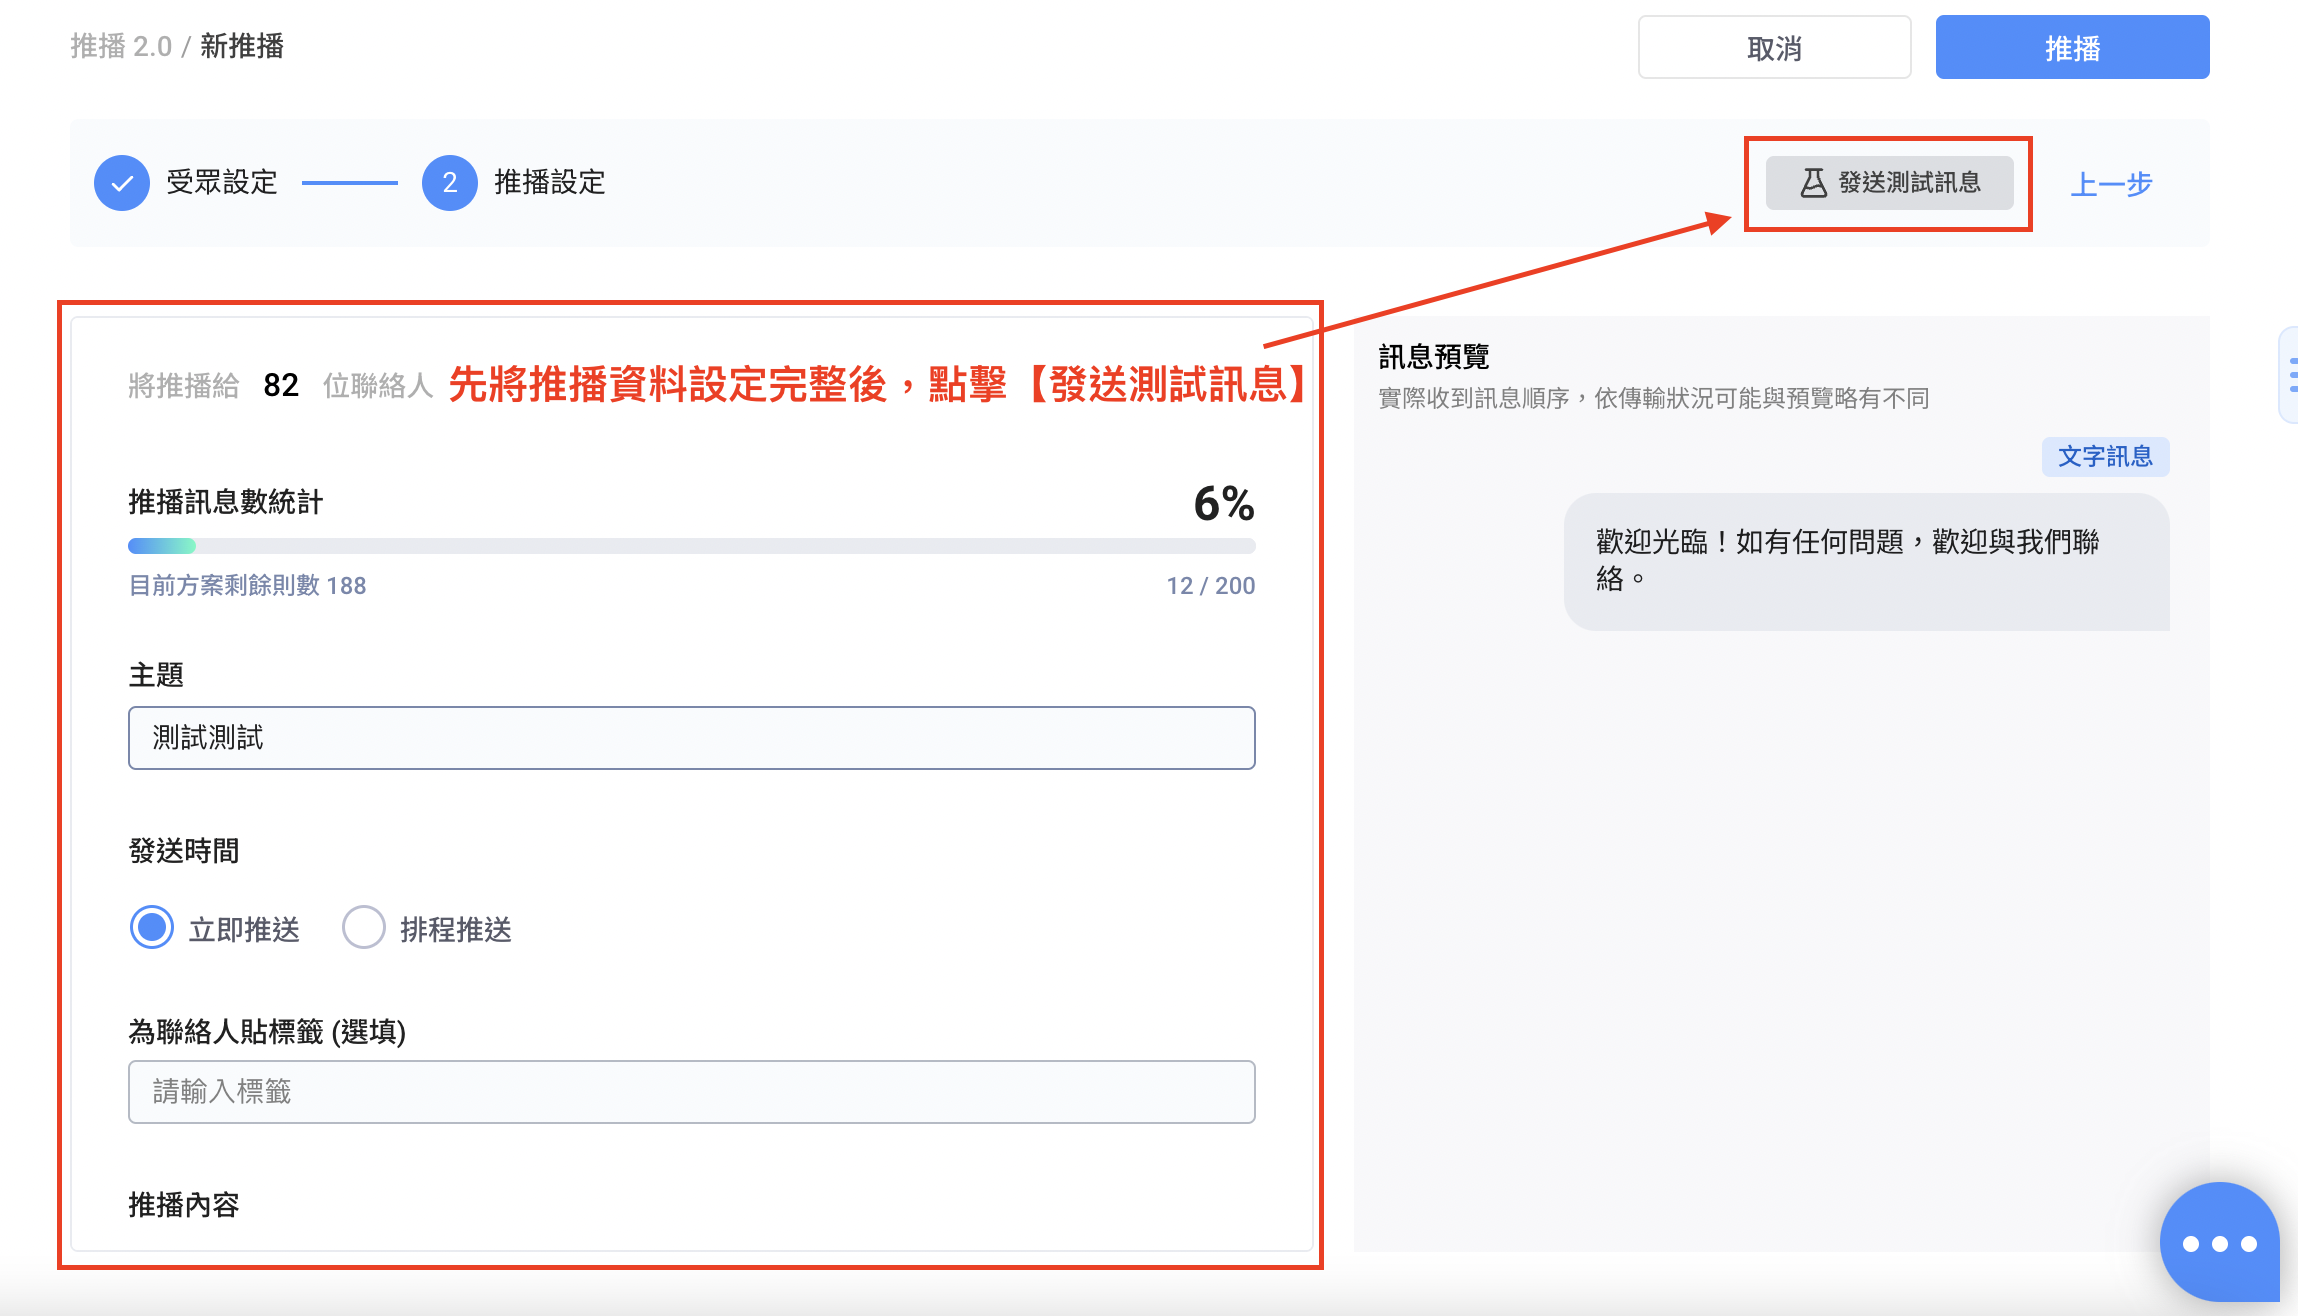 推播 2.0 / 新推播
取消
推播
受眾設定
2
推播設定
發送測試訊息
上一步
將推播給 82 位聯絡人
先將推播資料設定完整後，點擊【發送測試訊息】
推播訊息數統計
6%
目前方案剩餘則數 188
12 / 200
主題
測試測試
發送時間
立即推送
排程推送
為聯絡人貼標籤 (選填)
請輸入標籤
推播內容
訊息預覽
實際收到訊息順序，依傳輸狀況可能與預覽略有不同
文字訊息
歡迎光臨！如有任何問題，歡迎與我們聯
絡。